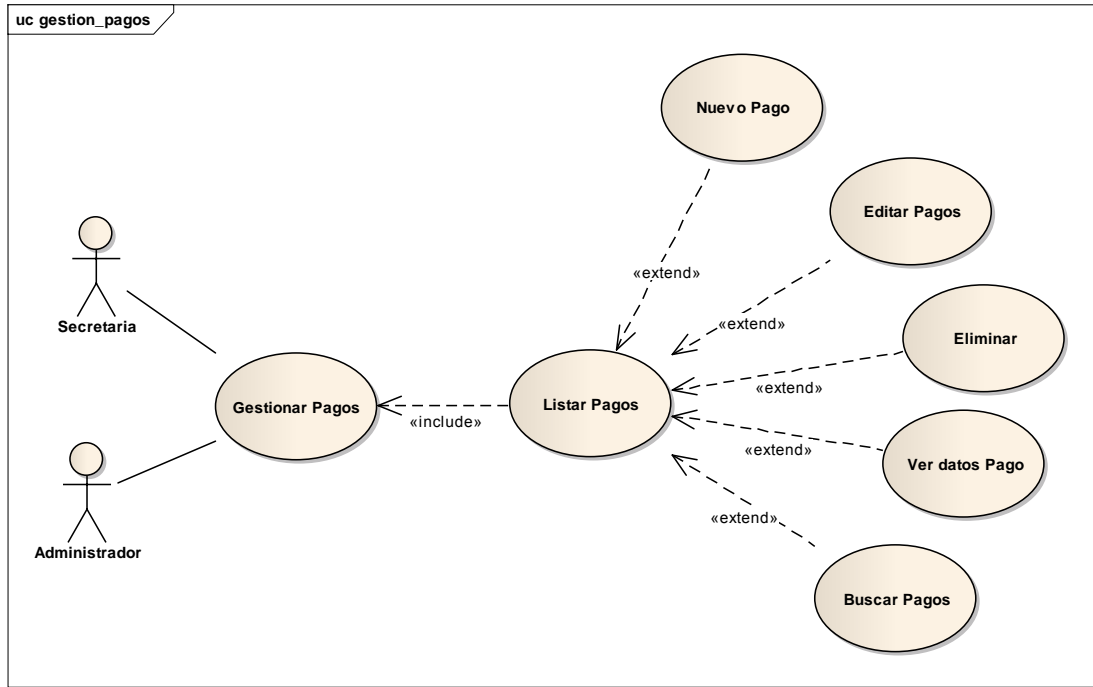 uc gestion_pagos
Nuevo Pago
Editar Pagos
«extend»
Secretaria
«extend»
Eliminar
«extend»
Gestionar Pagos
«include»
Listar Pagos
«extend»
Ver datos Pago
«extend»
Administrador
Buscar Pagos